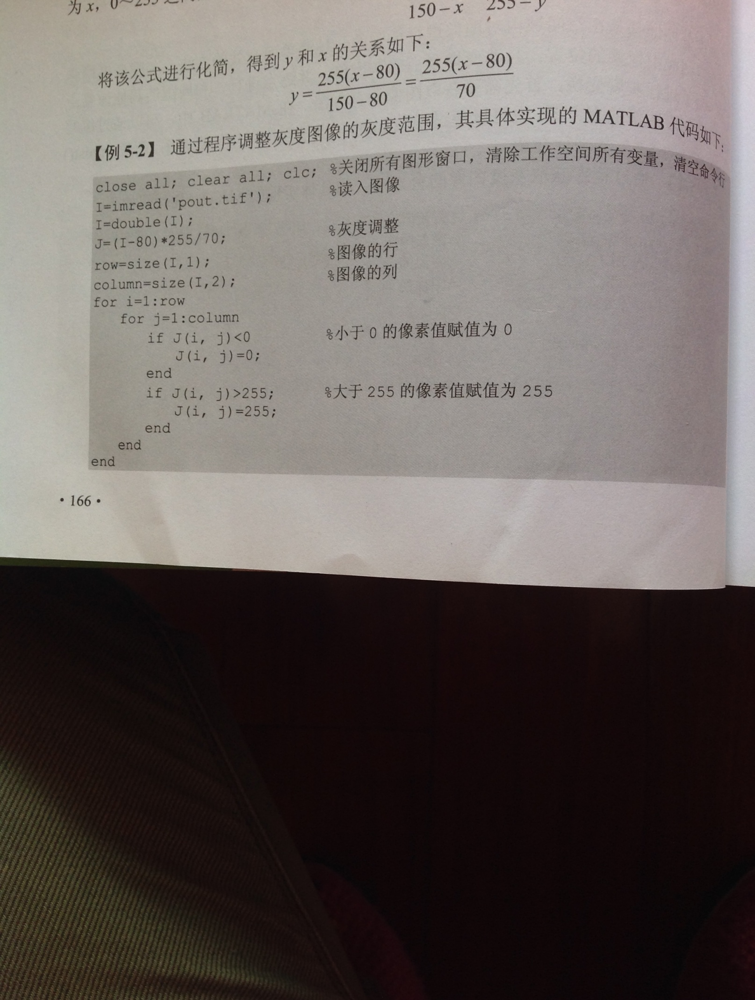 为 x，0～255
150－x 255－y
将该公式进行化简，得到 y 和 x 的关系如下：
y = 255(x－80) / 150－80 = 255(x－80) / 70
【例 5-2】 通过程序调整灰度图像的灰度范围，其具体实现的 MATLAB 代码如下：
close all; clear all; clc; %关闭所有图形窗口，清除工作空间所有变量，清空命令行
I=imread('pout.tif'); %读入图像
I=double(I);
J=(I-80)*255/70; %灰度调整
row=size(I,1); %图像的行
column=size(I,2); %图像的列
for i=1:row
for j=1:column
if J(i, j)<0 %小于 0 的像素值赋值为 0
J(i, j)=0;
end
if J(i, j)>255; %大于 255 的像素值赋值为 255
J(i, j)=255;
end
end
end
• 166 •